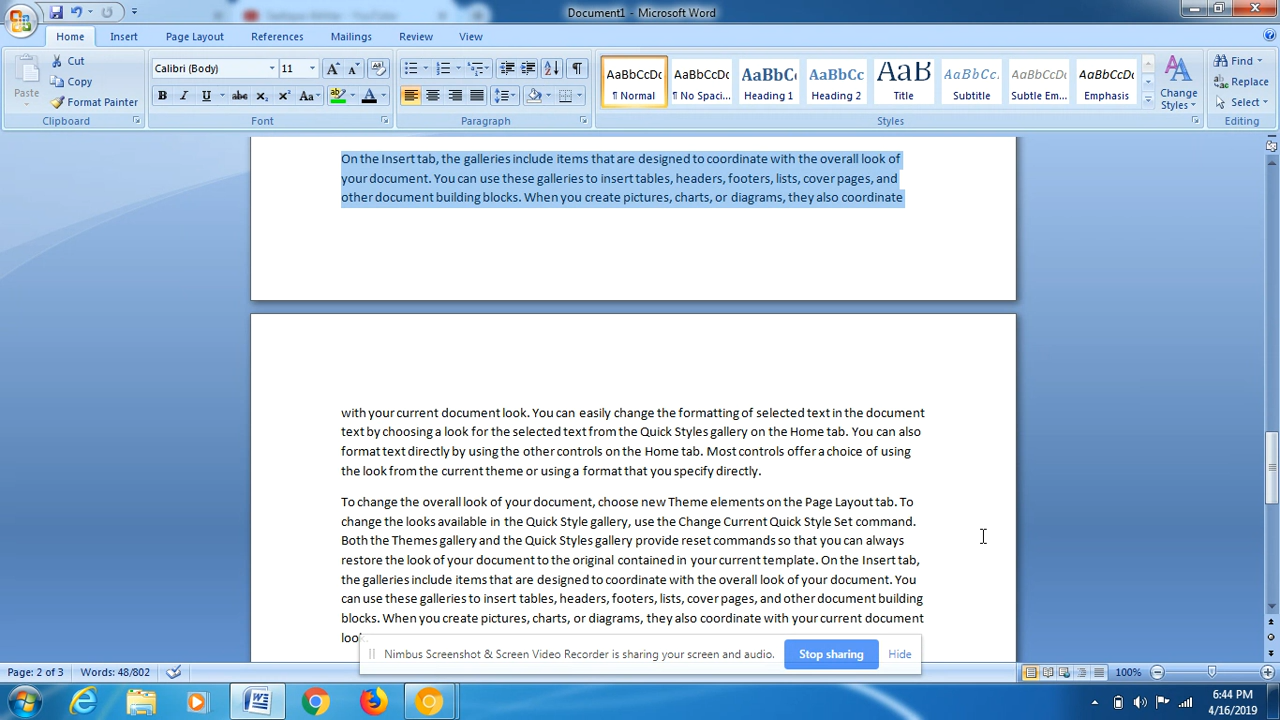 Document1 - Microsoft Word
Home Insert Page Layout References Mailings Review View
Paste
Cut
Copy
Format Painter
Clipboard
Calibri (Body) 11
Font
Paragraph
AaBbCcDc AaBbCcDc AaBbC AaBbCc AaB AaBbCc. AaBbCcDc AaBbCcDc
¶ Normal ¶ No Spaci... Heading 1 Heading 2 Title Subtitle Subtle Em... Emphasis
Change
Styles
Styles
Find
Replace
Select
Editing
On the Insert tab, the galleries include items that are designed to coordinate with the overall look of
your document. You can use these galleries to insert tables, headers, footers, lists, cover pages, and
other document building blocks. When you create pictures, charts, or diagrams, they also coordinate
with your current document look. You can easily change the formatting of selected text in the document
text by choosing a look for the selected text from the Quick Styles gallery on the Home tab. You can also
format text directly by using the other controls on the Home tab. Most controls offer a choice of using
the look from the current theme or using a format that you specify directly.
To change the overall look of your document, choose new Theme elements on the Page Layout tab. To
change the looks available in the Quick Style gallery, use the Change Current Quick Style Set command.
Both the Themes gallery and the Quick Styles gallery provide reset commands so that you can always
restore the look of your document to the original contained in your current template. On the Insert tab,
the galleries include items that are designed to coordinate with the overall look of your document. You
can use these galleries to insert tables, headers, footers, lists, cover pages, and other document building
blocks. When you create pictures, charts, or diagrams, they also coordinate with your current document
look.
Nimbus Screenshot & Screen Video Recorder is sharing your screen and audio. Stop sharing Hide
Page: 2 of 3 Words: 48/802 100%
6:44 PM
4/16/2019